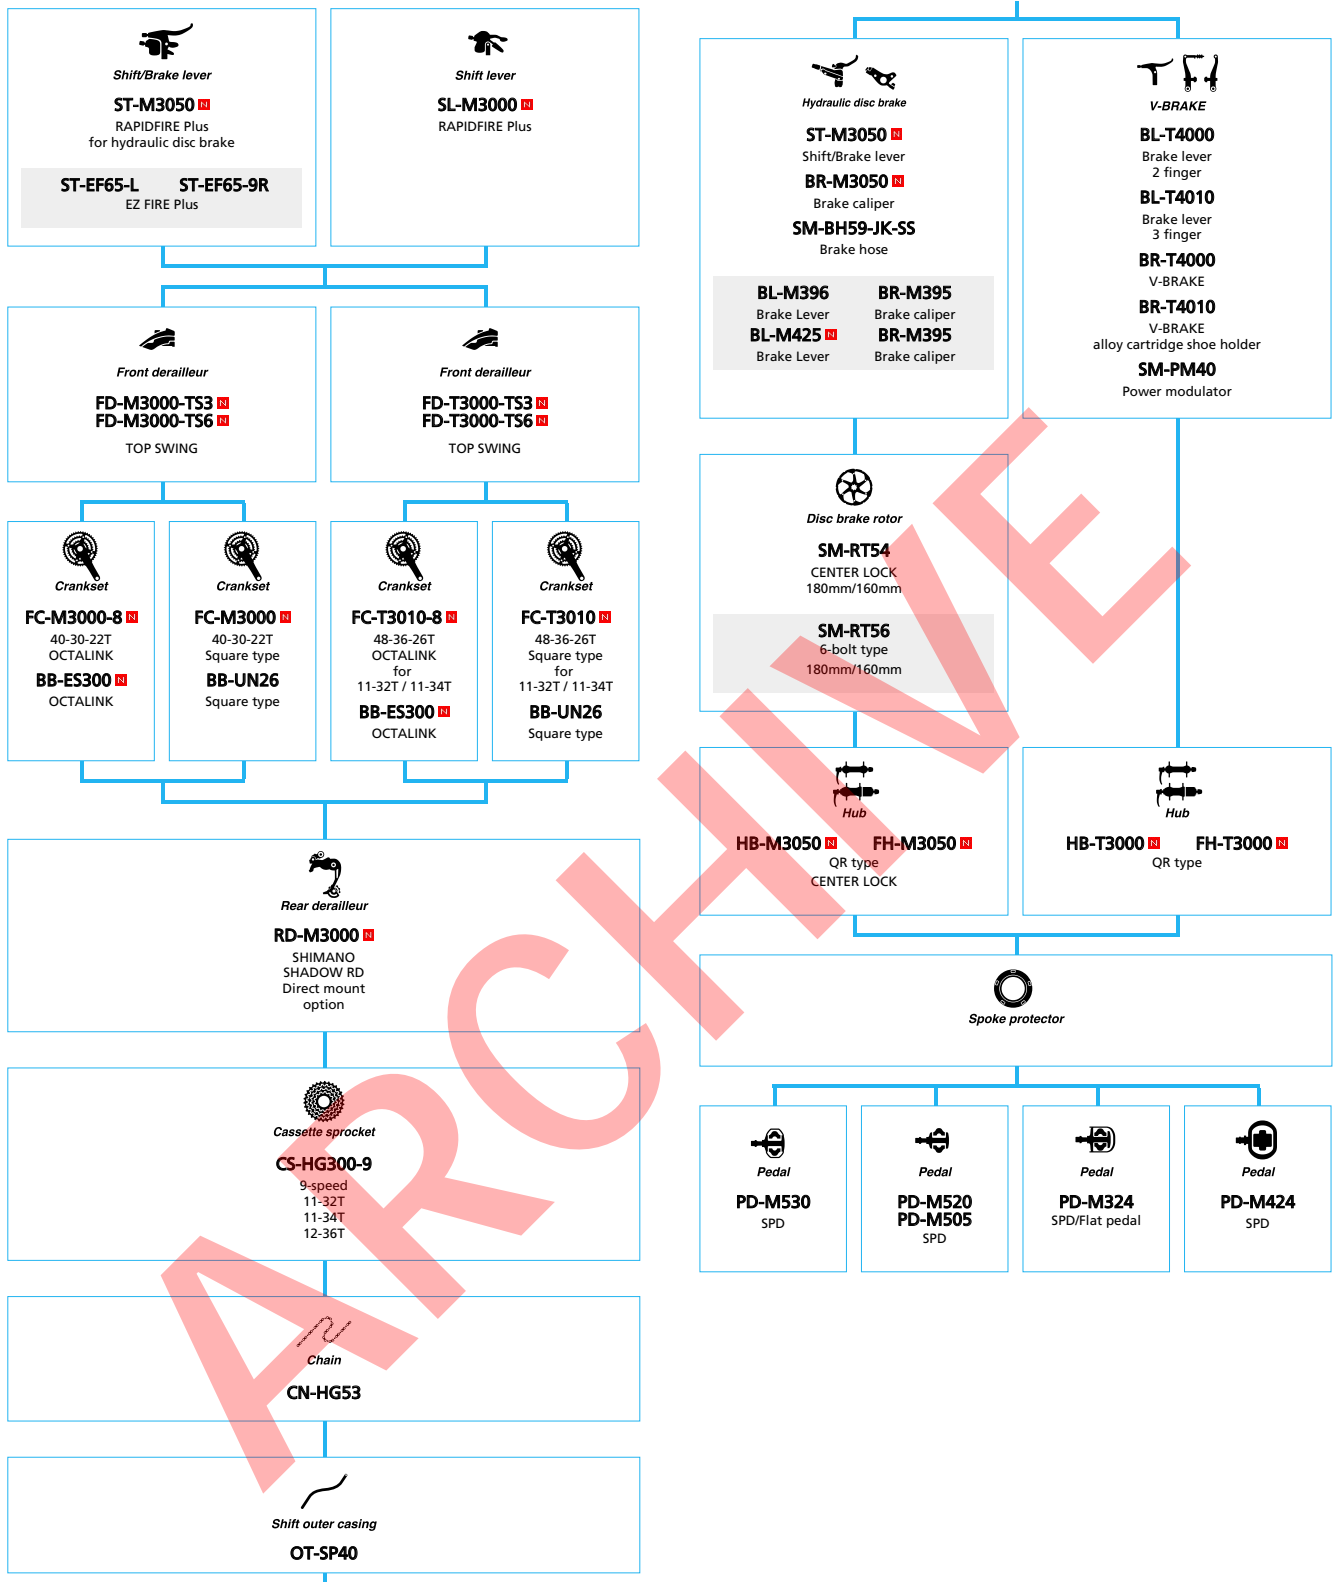 Shift/Brake lever
ST-M3050 N
RAPIDFIRE Plus
for hydraulic disc brake
ST-EF65-L ST-EF65-9R
EZ FIRE Plus
Shift lever
SL-M3000 N
RAPIDFIRE Plus
Front derailleur
FD-M3000-TS3 N
FD-M3000-TS6 N
TOP SWING
Front derailleur
FD-T3000-TS3 N
FD-T3000-TS6 N
TOP SWING
Crankset
FC-M3000-8 N
40-30-22T
OCTALINK
BB-ES300 N
OCTALINK
Crankset
FC-M3000 N
40-30-22T
Square type
BB-UN26
Square type
Crankset
FC-T3010-8 N
48-36-26T
OCTALINK
for
11-32T / 11-34T
BB-ES300 N
OCTALINK
Crankset
FC-T3010 N
48-36-26T
Square type
for
11-32T / 11-34T
BB-UN26
Square type
Rear derailleur
RD-M3000 N
SHIMANO
SHADOW RD
Direct mount
option
Cassette sprocket
CS-HG300-9
9-speed
11-32T
11-34T
12-36T
Chain
CN-HG53
Shift outer casing
OT-SP40
Hydraulic disc brake
ST-M3050 N
Shift/Brake lever
BR-M3050 N
Brake caliper
SM-BH59-JK-SS
Brake hose
BL-M396 BR-M395
Brake Lever Brake caliper
BL-M425 N BR-M395
Brake Lever Brake caliper
V-BRAKE
BL-T4000
Brake lever
2 finger
BL-T4010
Brake lever
3 finger
BR-T4000
V-BRAKE
BR-T4010
V-BRAKE
alloy cartridge shoe holder
SM-PM40
Power modulator
Disc brake rotor
SM-RT54
CENTER LOCK
180mm/160mm
SM-RT56
6-bolt type
180mm/160mm
Hub
HB-M3050 N FH-M3050 N
QR type
CENTER LOCK
Hub
HB-T3000 N FH-T3000 N
QR type
Spoke protector
Pedal
PD-M530
SPD
Pedal
PD-M520
PD-M505
SPD
Pedal
PD-M324
SPD/Flat pedal
Pedal
PD-M424
SPD
ARCHIVE